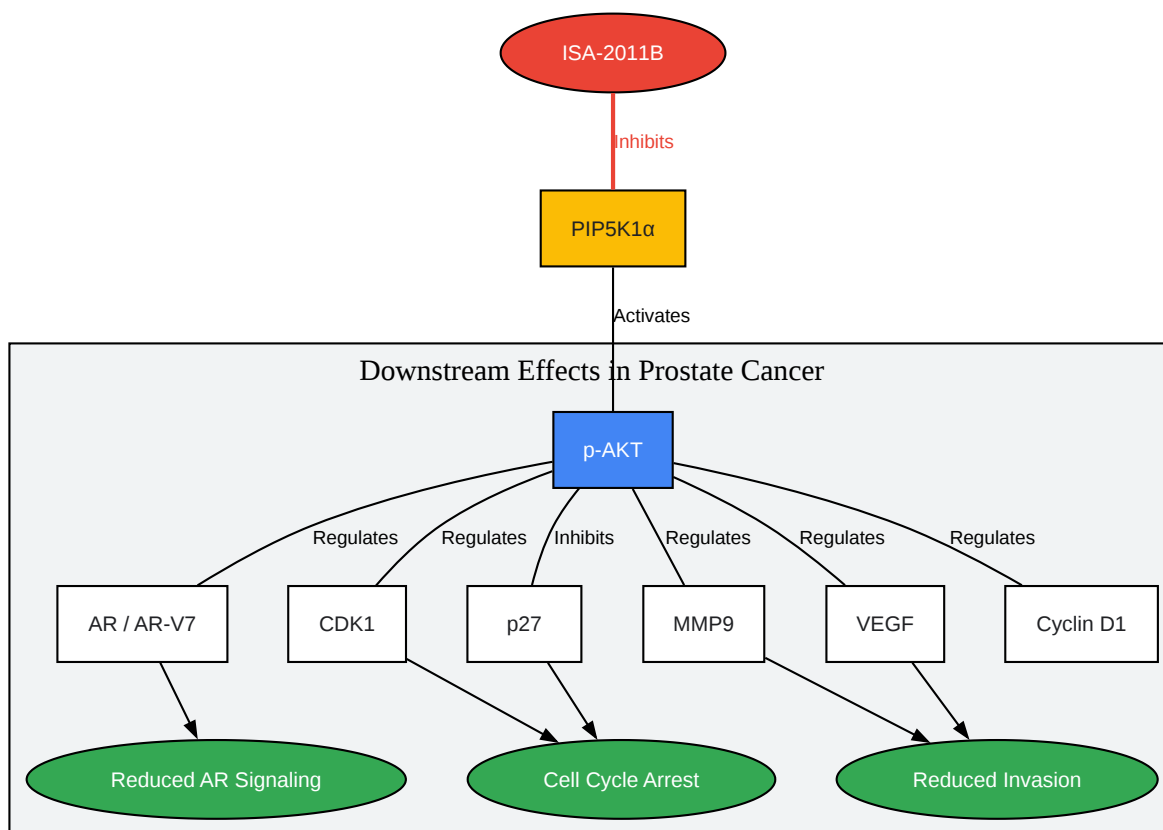 ISA-2011B
Inhibits
PIP5K1α
Activates
Downstream Effects in Prostate Cancer
p-AKT
Regulates
Regulates
Inhibits
Regulates
Regulates
Regulates
AR / AR-V7
CDK1
p27
MMP9
VEGF
Cyclin D1
Reduced AR Signaling
Cell Cycle Arrest
Reduced Invasion